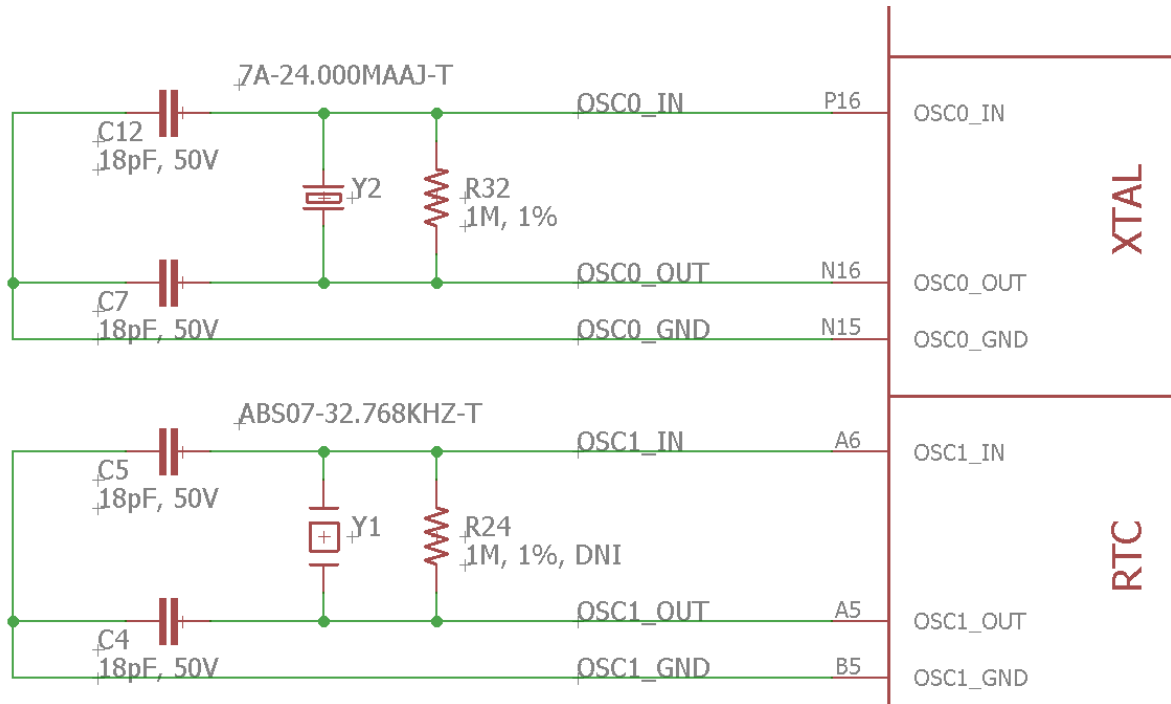 7A-24.000MAAJ-T
C12
18pF, 50V
OSC0_IN
P16
OSC0_IN
Y2
R32
1M, 1%
XTAL
C7
18pF, 50V
OSC0_OUT
N16
OSC0_OUT
OSC0_GND
N15
OSC0_GND
ABS07-32.768KHZ-T
C5
18pF, 50V
OSC1_IN
A6
OSC1_IN
Y1
R24
1M, 1%, DNI
RTC
C4
18pF, 50V
OSC1_OUT
A5
OSC1_OUT
OSC1_GND
B5
OSC1_GND